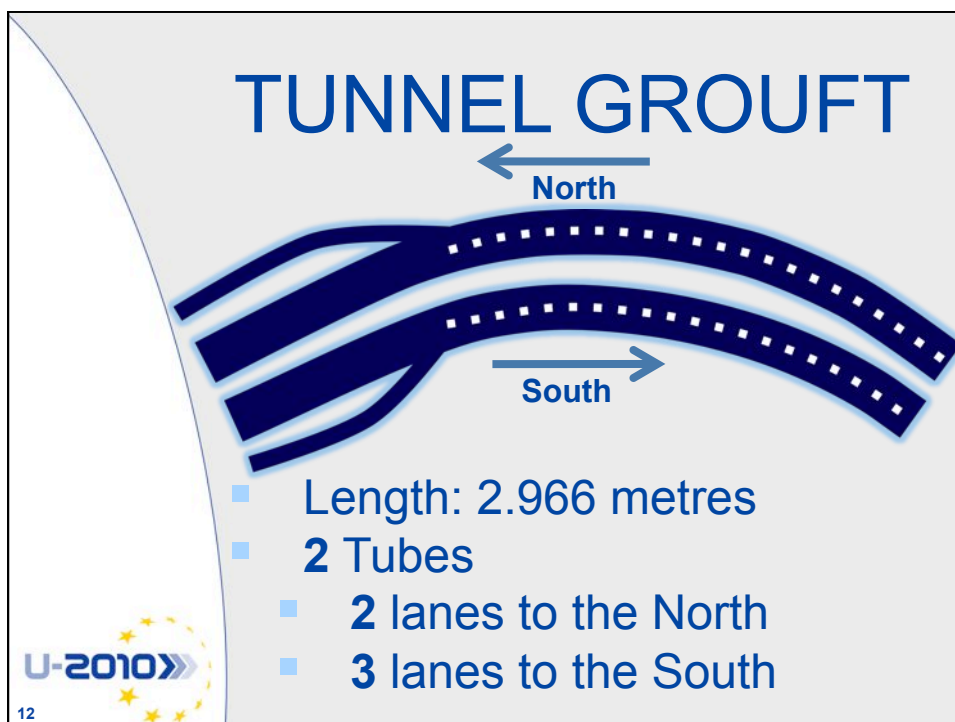 TUNNEL GROUFT
North
South
Length: 2.966 metres
2 Tubes
2 lanes to the North
3 lanes to the South
U-2010
12